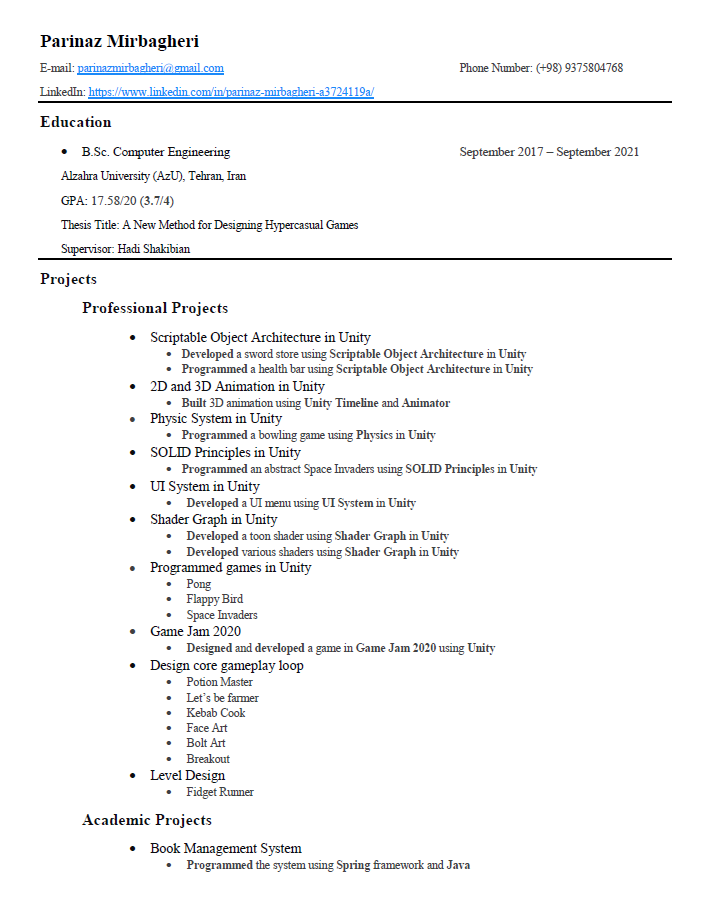 Parinaz Mirbagheri
E-mail: parinazmirbagheri@gmail.com Phone Number: (+98) 9375804768
LinkedIn: https://www.linkedin.com/in/parinaz-mirbagheri-a3724119a/
Education
• B.Sc. Computer Engineering September 2017 – September 2021
Alzahra University (AzU), Tehran, Iran
GPA: 17.58/20 (3.7/4)
Thesis Title: A New Method for Designing Hypercasual Games
Supervisor: Hadi Shakibian
Projects
Professional Projects
• Scriptable Object Architecture in Unity
• Developed a sword store using Scriptable Object Architecture in Unity
• Programmed a health bar using Scriptable Object Architecture in Unity
• 2D and 3D Animation in Unity
• Built 3D animation using Unity Timeline and Animator
• Physic System in Unity
• Programmed a bowling game using Physics in Unity
• SOLID Principles in Unity
• Programmed an abstract Space Invaders using SOLID Principles in Unity
• UI System in Unity
• Developed a UI menu using UI System in Unity
• Shader Graph in Unity
• Developed a toon shader using Shader Graph in Unity
• Developed various shaders using Shader Graph in Unity
• Programmed games in Unity
• Pong
• Flappy Bird
• Space Invaders
• Game Jam 2020
• Designed and developed a game in Game Jam 2020 using Unity
• Design core gameplay loop
• Potion Master
• Let's be farmer
• Kebab Cook
• Face Art
• Bolt Art
• Breakout
• Level Design
• Fidget Runner
Academic Projects
• Book Management System
• Programmed the system using Spring framework and Java